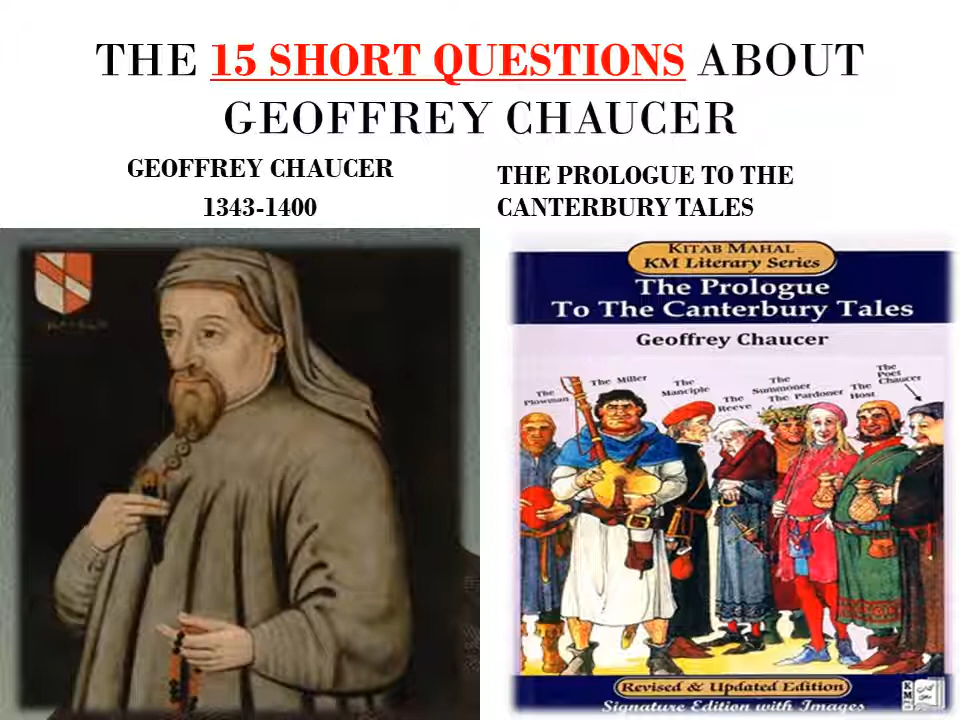 THE 15 SHORT QUESTIONS ABOUT
GEOFFREY CHAUCER
GEOFFREY CHAUCER
1343-1400
THE PROLOGUE TO THE
CANTERBURY TALES
KITAB MAHAL
KM Literary Series
The Prologue
To The Canterbury Tales
Geoffrey Chaucer
The Plowman
The Miller
The Manciple
The Reeve
The Summoner
The Pardoner
The Host
The Poet Chaucer
Revised & Updated Edition
Signature Edition with Images